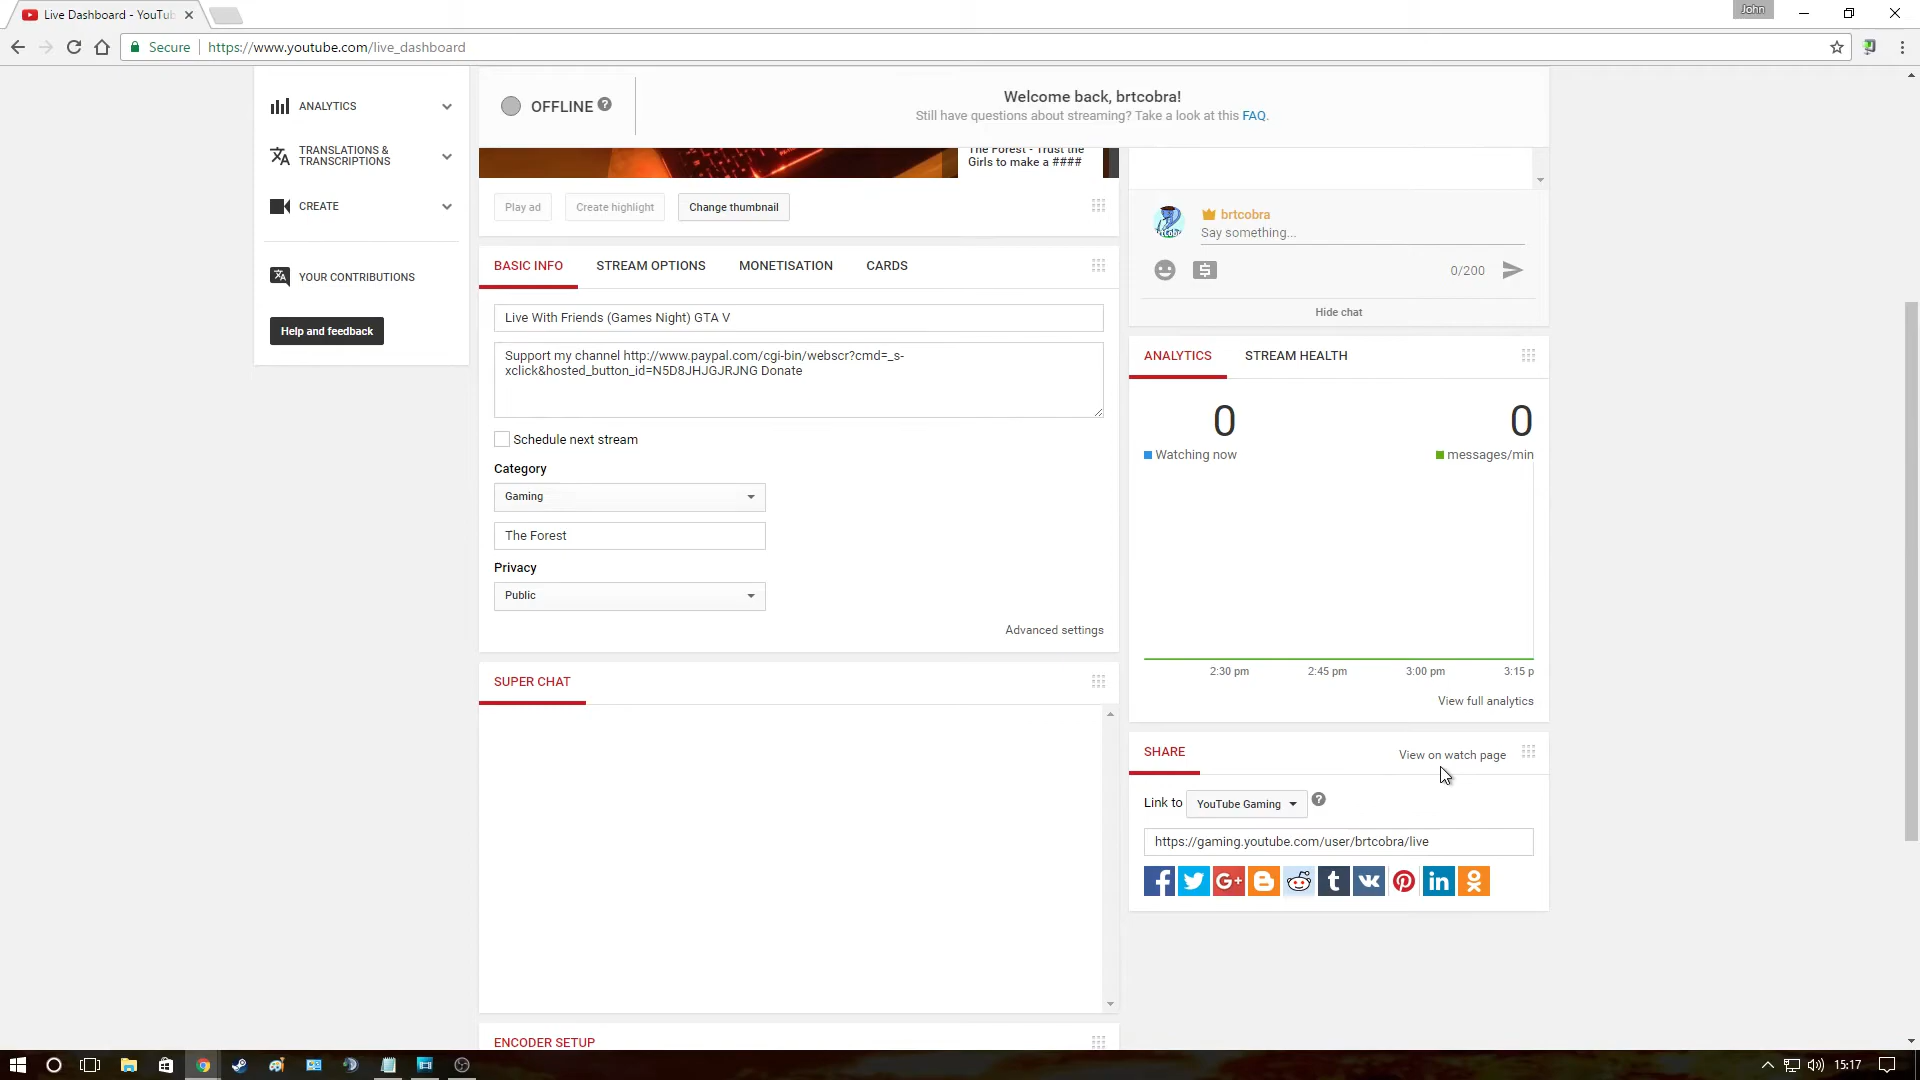 Live Dashboard - YouTub
John
Secure
https://www.youtube.com/live_dashboard
ANALYTICS
TRANSLATIONS &
TRANSCRIPTIONS
CREATE
YOUR CONTRIBUTIONS
Help and feedback
OFFLINE ?
Welcome back, brtcobra!
Still have questions about streaming? Take a look at this FAQ.
The Forest - Trust the
Girls to make a ####
Play ad
Create highlight
Change thumbnail
BASIC INFO
STREAM OPTIONS
MONETISATION
CARDS
Live With Friends (Games Night) GTA V
Support my channel http://www.paypal.com/cgi-bin/webscr?cmd=_s-
xclick&hosted_button_id=N5D8JHJGJRJNG Donate
Schedule next stream
Category
Gaming
The Forest
Privacy
Public
Advanced settings
SUPER CHAT
ENCODER SETUP
brtcobra
Say something...
0/200
Hide chat
ANALYTICS
STREAM HEALTH
0
0
Watching now
messages/min
2:30 pm
2:45 pm
3:00 pm
3:15 p
View full analytics
SHARE
View on watch page
Link to
YouTube Gaming
?
https://gaming.youtube.com/user/brtcobra/live
15:17